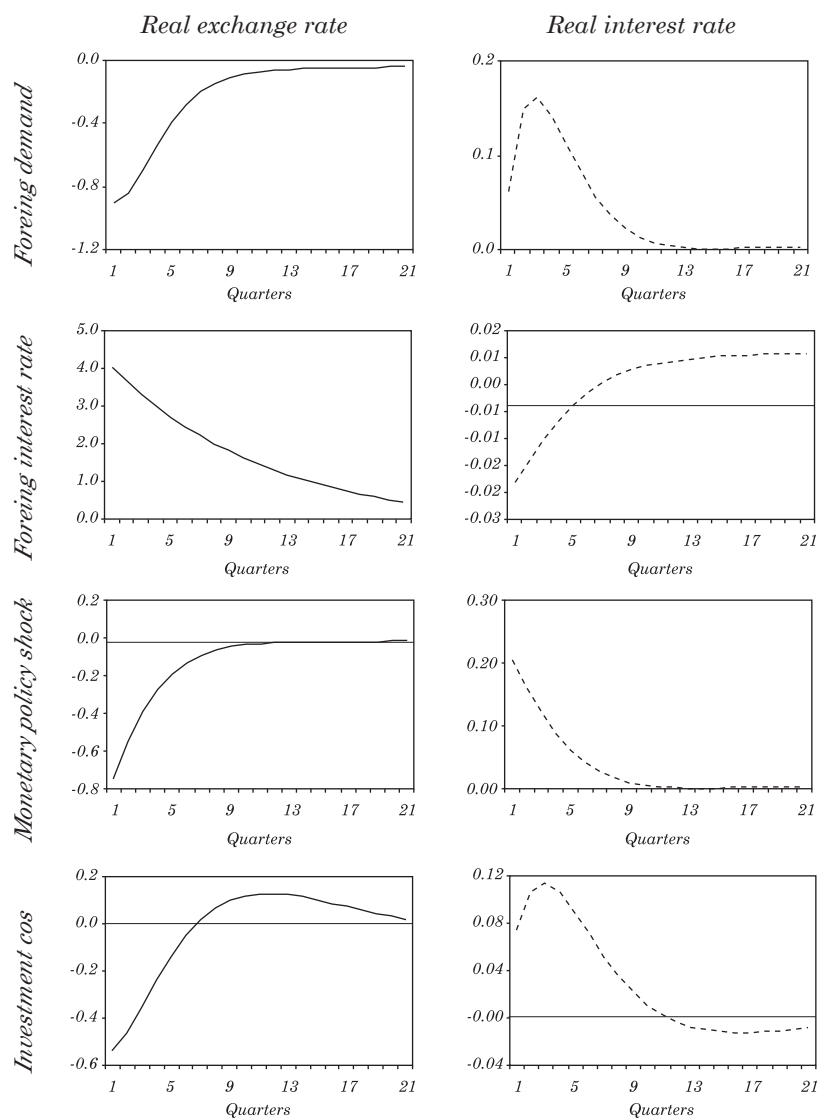 Real exchange rate
Real interest rate
Foreing demand
0.0
-0.4
-0.8
-1.2
1 5 9 13 17 21
Quarters
0.2
0.1
0.0
1 5 9 13 17 21
Quarters
Foreing interest rate
5.0
4.0
3.0
2.0
1.0
0.0
1 5 9 13 17 21
Quarters
0.02
0.01
0.00
-0.01
-0.01
-0.02
-0.02
-0.03
1 5 9 13 17 21
Quarters
Monetary policy shock
0.2
0.0
-0.2
-0.4
-0.6
-0.8
1 5 9 13 17 21
Quarters
0.30
0.20
0.10
0.00
1 5 9 13 17 21
Quarters
Investment cos
0.2
0.0
-0.2
-0.4
-0.6
1 5 9 13 17 21
Quarters
0.12
0.08
0.04
-0.00
-0.04
1 5 9 13 17 21
Quarters